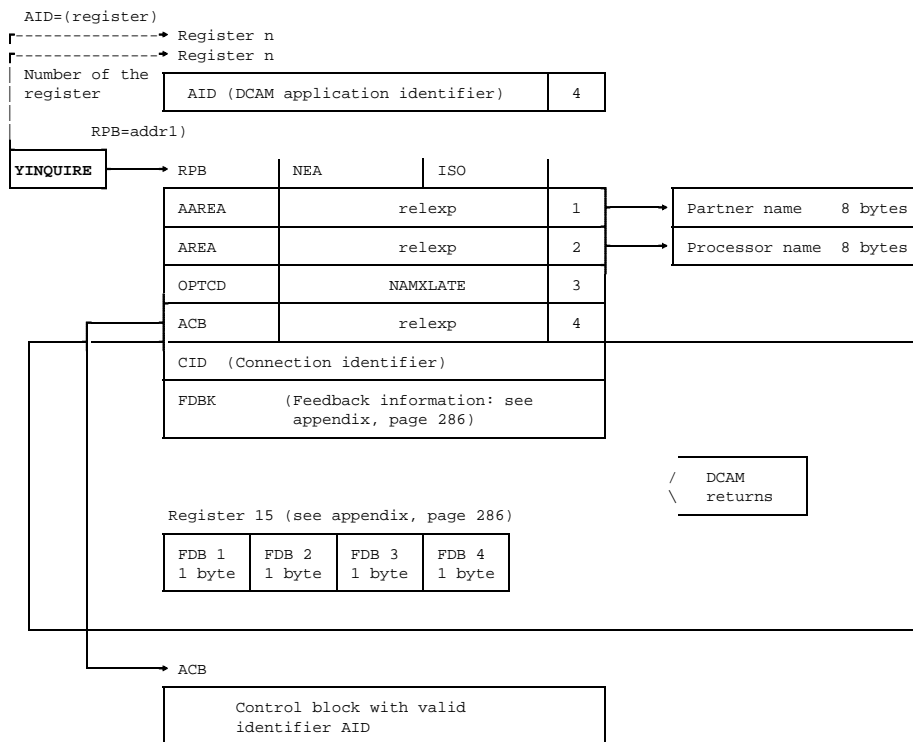 AID=(register)
Register n
Register n
Number of the
register
AID (DCAM application identifier) 4
RPB=addr1)
YINQUIRE RPB NEA ISO
AAREA relexp 1 Partner name 8 bytes
AREA relexp 2 Processor name 8 bytes
OPTCD NAMXLATE 3
ACB relexp 4
CID (Connection identifier)
FDBK (Feedback information: see
appendix, page 286)
/ DCAM
\ returns
Register 15 (see appendix, page 286)
FDB 1 FDB 2 FDB 3 FDB 4
1 byte 1 byte 1 byte 1 byte
ACB
Control block with valid
identifier AID